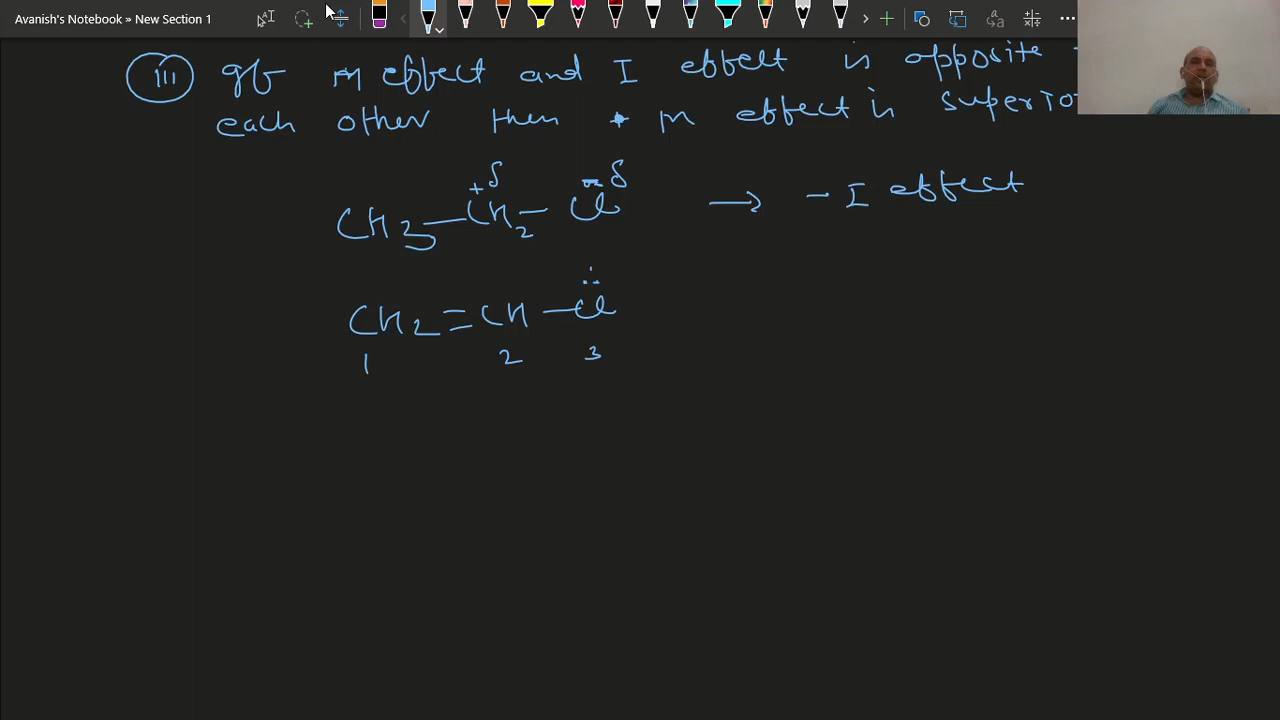 Avanish's Notebook » New Section 1
(III) If m effect and I effect is opposite
each other then + m effect is superior
+δ -δ
CH3—CH2—Cl → - I effect
CH2=CH—Cl
1 2 3